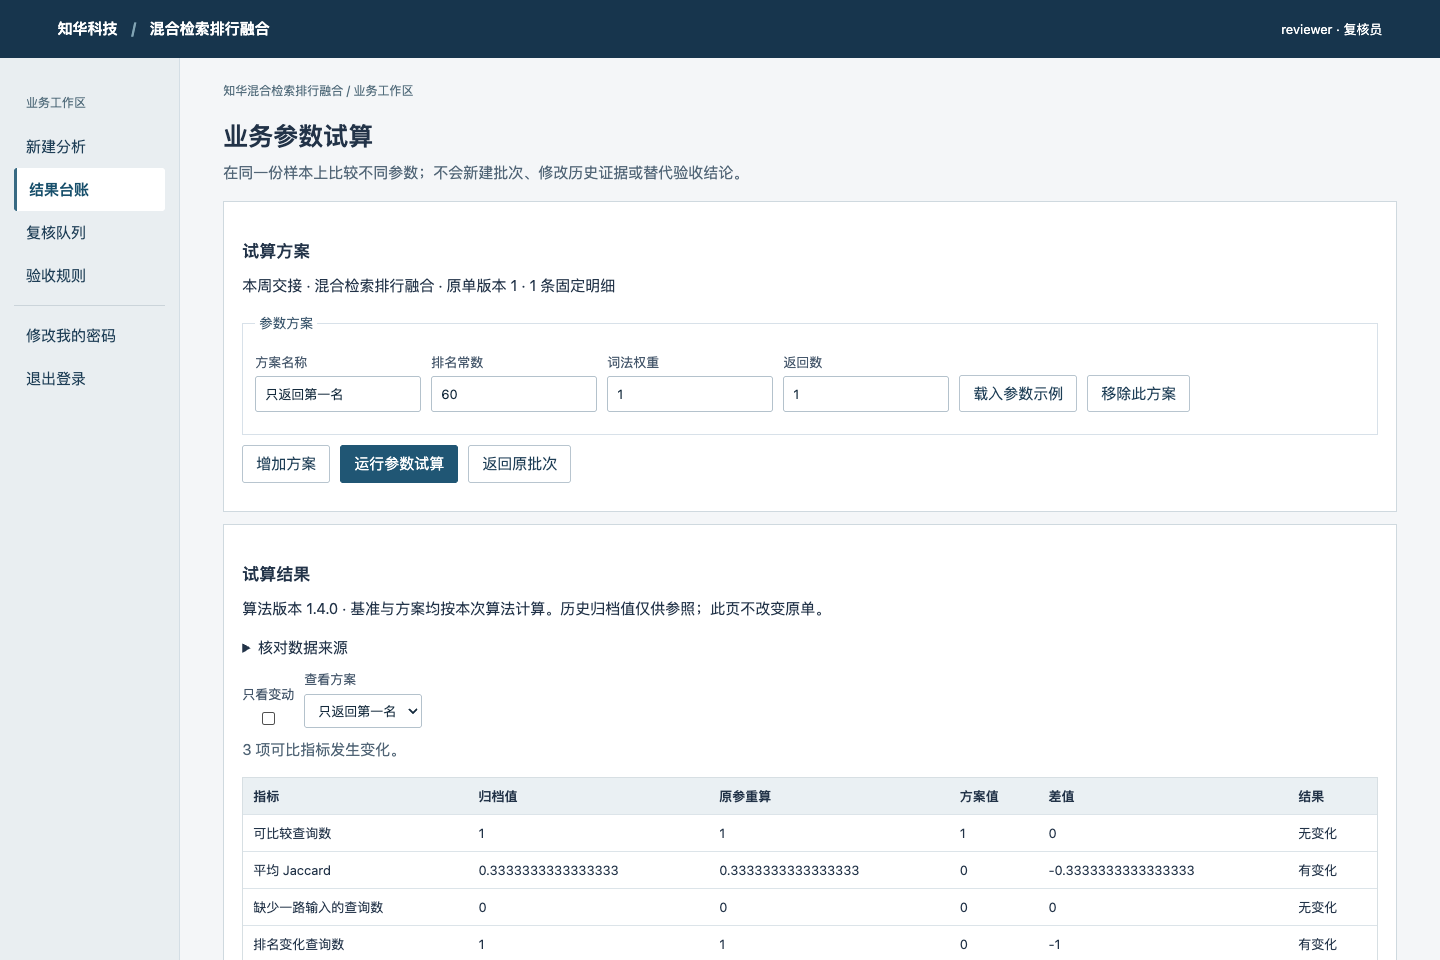 知华科技 / 混合检索排行融合
reviewer · 复核员
业务工作区
新建分析
结果台账
复核队列
验收规则
修改我的密码
退出登录
知华混合检索排行融合 / 业务工作区
业务参数试算
在同一份样本上比较不同参数；不会新建批次、修改历史证据或替代验收结论。
试算方案
本周交接 · 混合检索排行融合 · 原单版本 1 · 1 条固定明细
参数方案
方案名称 排名常数 词法权重 返回数
只返回第一名 60 1 1 载入参数示例 移除此方案
增加方案 运行参数试算 返回原批次
试算结果
算法版本 1.4.0 · 基准与方案均按本次算法计算。历史归档值仅供参照；此页不改变原单。
核对数据来源
只看变动 查看方案
只返回第一名
3 项可比指标发生变化。
指标 归档值 原参重算 方案值 差值 结果
可比较查询数 1 1 1 0 无变化
平均 Jaccard 0.3333333333333333 0.3333333333333333 0 -0.3333333333333333 有变化
缺少一路输入的查询数 0 0 0 0 无变化
排名变化查询数 1 1 0 -1 有变化